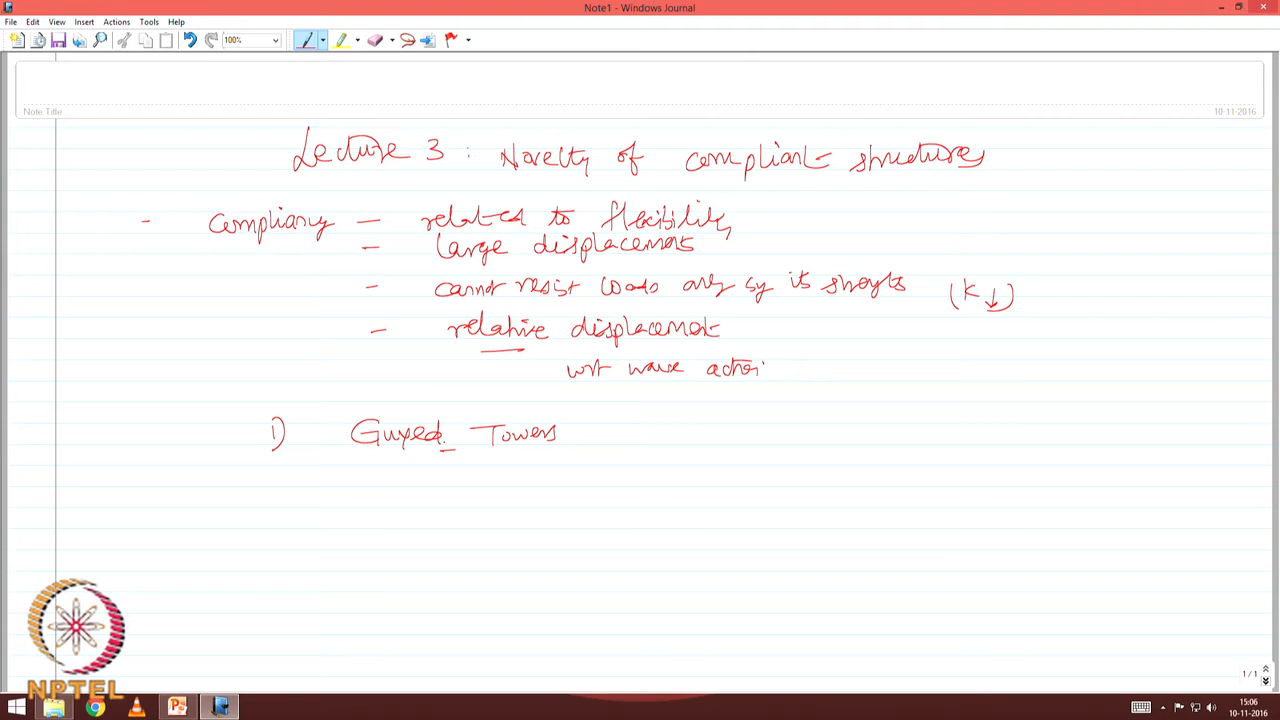 Note1 - Windows Journal
File Edit View Insert Actions Tools Help
100%
Note Title
10-11-2016
Lecture 3 : Novelty of compliant structures
- compliancy - related to flexibility
- large displacement
- cannot resist loads only by its strength (K↓)
- relative displacement
wrt wave action
1) Guyed Towers
NPTEL
1 / 1
15:06
10-11-2016